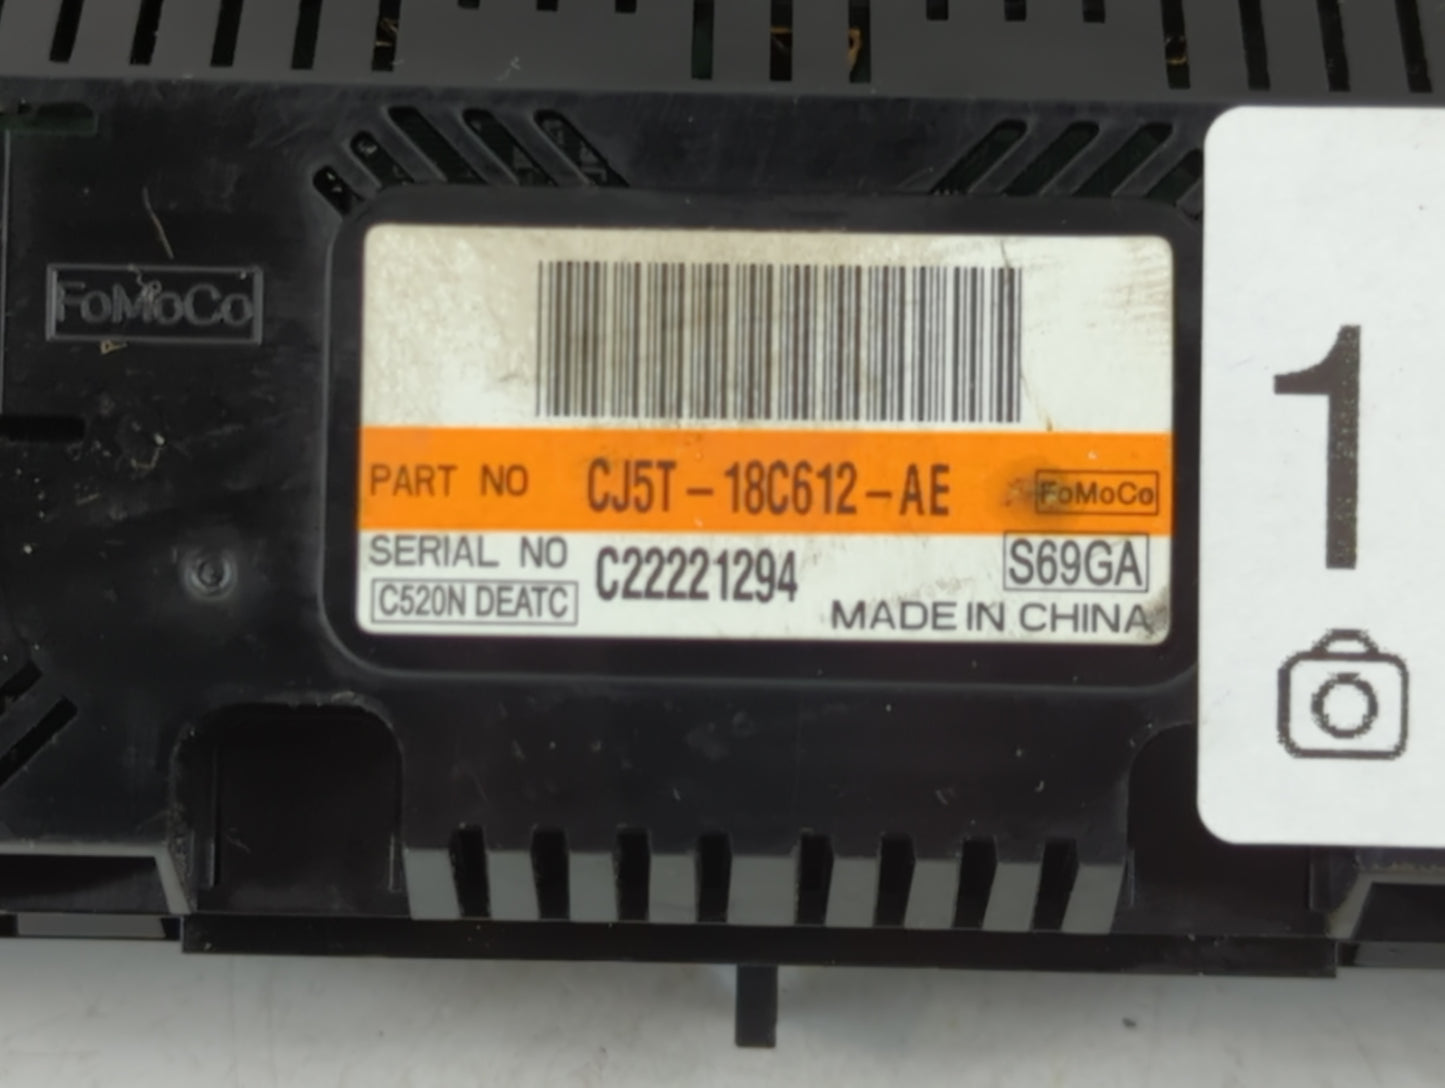 FoMoCo
PART NO CJ5T-18C612-AE FoMoCo
SERIAL NO C22221294 S69GA
C520N DEATC
MADE IN CHINA
1